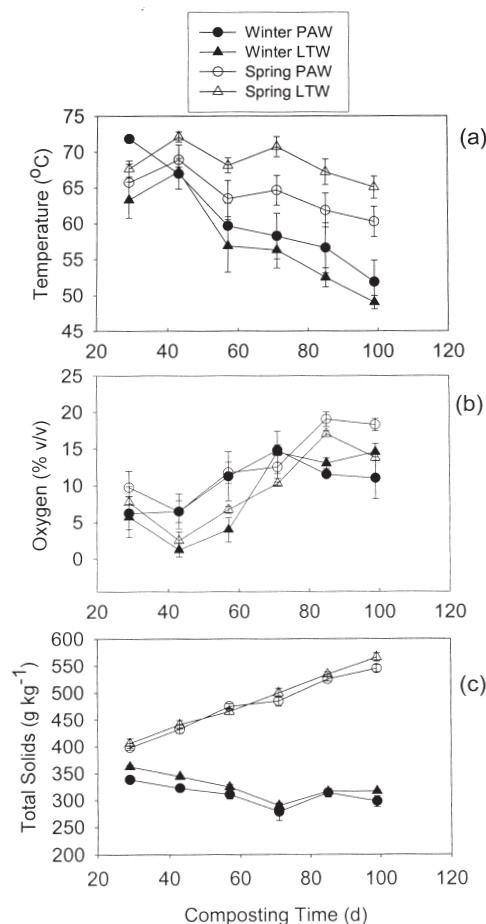 Winter PAW
Winter LTW
Spring PAW
Spring LTW
(a)
75
70
65
60
55
50
45
Temperature (°C)
20 40 60 80 100 120
(b)
25
20
15
10
5
0
Oxygen (% v/v)
20 40 60 80 100 120
(c)
600
550
500
450
400
350
300
250
200
Total Solids (g kg⁻¹)
20 40 60 80 100 120
Composting Time (d)